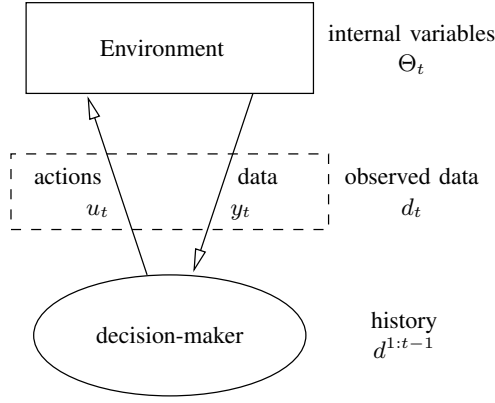 Environment
internal variables
Θ_t
actions
data
observed data
u_t
y_t
d_t
decision-maker
history
d^{1:t−1}